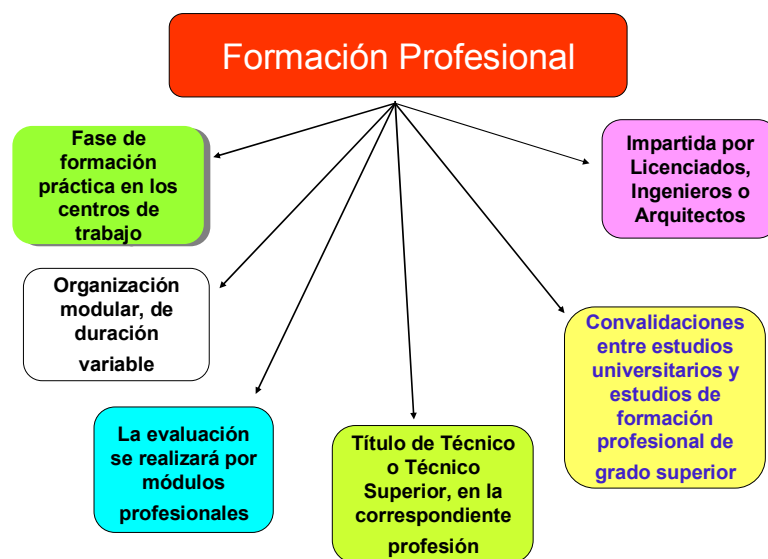 Formación Profesional
Fase de
formación
práctica en los
centros de
trabajo
Impartida por
Licenciados,
Ingenieros o
Arquitectos
Organización
modular, de
duración
variable
Convalidaciones
entre estudios
universitarios y
estudios de
formación
profesional de
grado superior
La evaluación
se realizará por
módulos
profesionales
Título de Técnico
o Técnico
Superior, en la
correspondiente
profesión